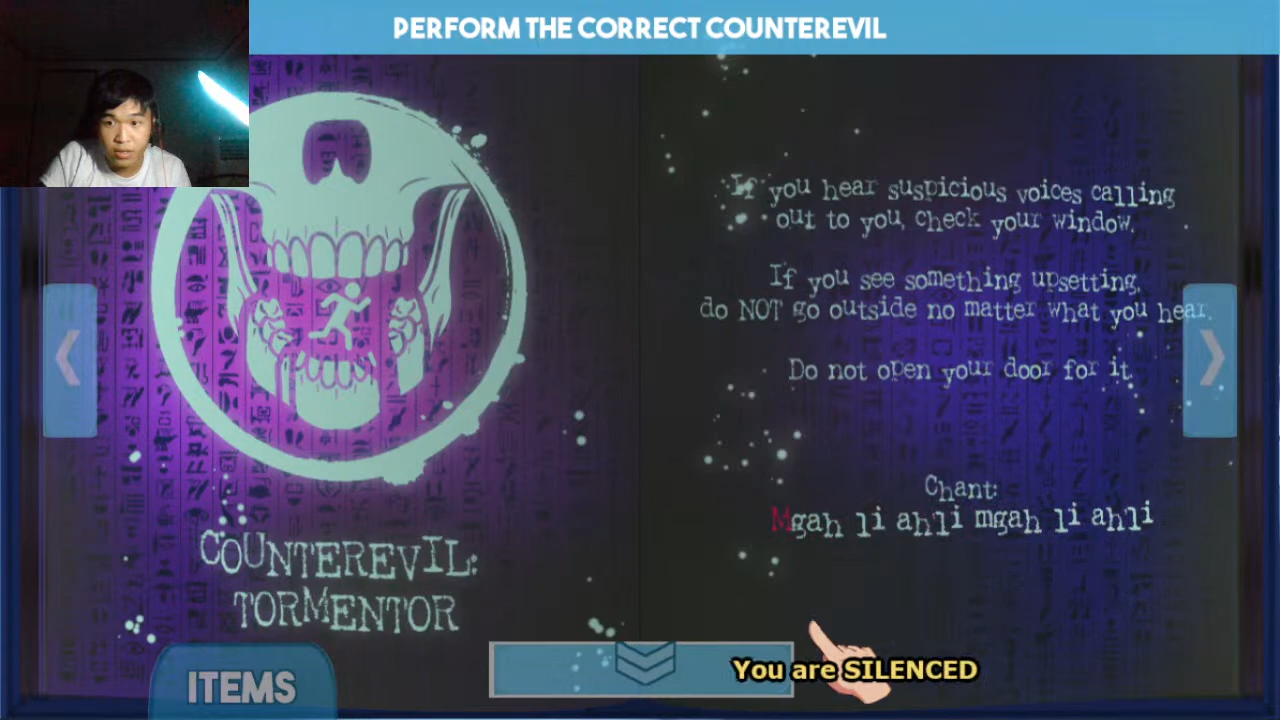 PERFORM THE CORRECT COUNTEREVIL
COUNTEREVIL:
TORMENTOR
If you hear suspicious voices calling
out to you, check your window.
If you see something upsetting,
do NOT go outside no matter what you hear.
Do not open your door for it.
Chant:
Mgah li ahli mgah li ahli
ITEMS
You are SILENCED